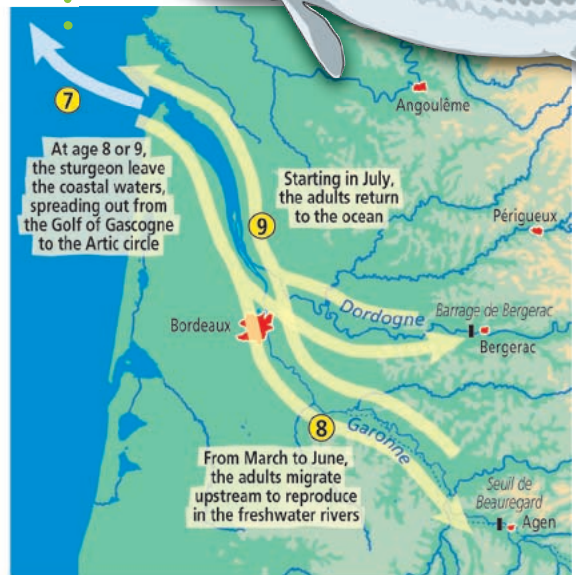 7
Angoulême
At age 8 or 9,
the sturgeon leave
the coastal waters,
spreading out from
the Golf of Gascogne
to the Artic circle
Starting in July,
the adults return
to the ocean
Périgueux
9
Dordogne
Barrage de Bergerac
Bordeaux
Bergerac
8
Garonne
From March to June,
the adults migrate
upstream to reproduce
in the freshwater rivers
Seuil de
Beauregard
Agen